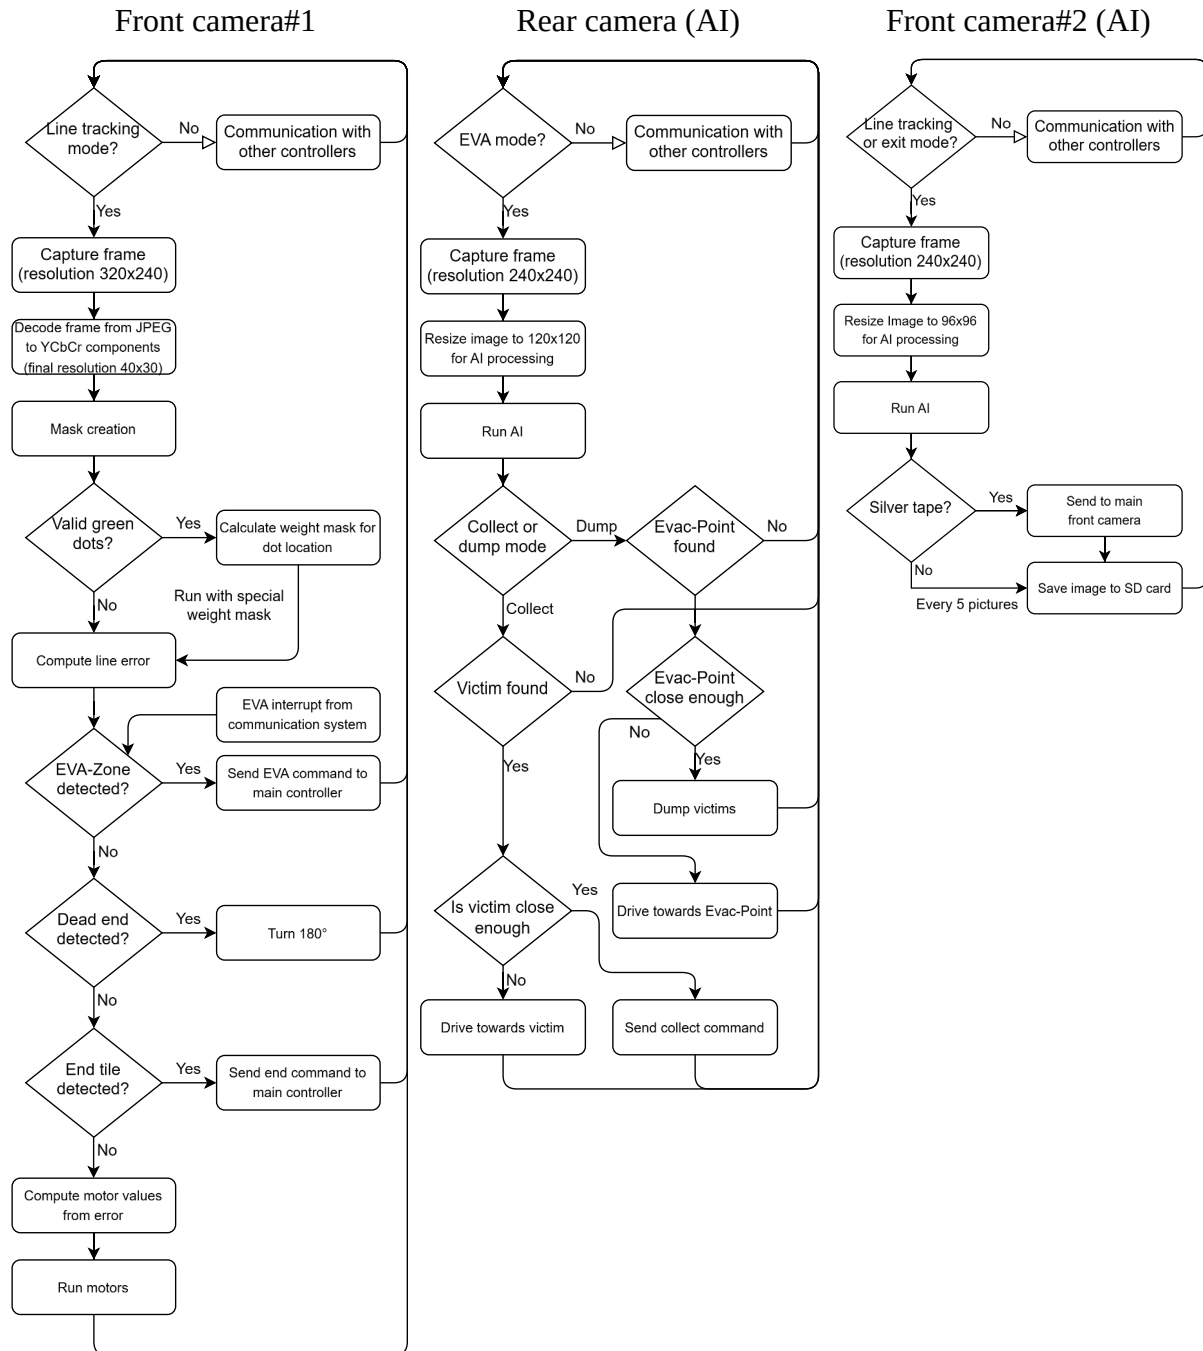 Front camera#1
Line tracking
mode?
No
Communication with
other controllers
Yes
Capture frame
(resolution 320x240)
Decode frame from JPEG
to YCbCr components
(final resolution 40x30)
Mask creation
Valid green
dots?
Yes
Calculate weight mask for
dot location
Run with special
weight mask
No
Compute line error
EVA interrupt from
communication system
EVA-Zone
detected?
Yes
Send EVA command to
main controller
No
Dead end
detected?
Yes
Turn 180°
No
End tile
detected?
Yes
Send end command to
main controller
No
Compute motor values
from error
Run motors
Rear camera (AI)
EVA mode?
No
Communication with
other controllers
Yes
Capture frame
(resolution 240x240)
Resize image to 120x120
for AI processing
Run AI
Collect or
dump mode
Dump
Evac-Point
found
No
Collect
Victim found
No
Evac-Point
close enough
No
Yes
Dump victims
Yes
Is victim close
enough
Yes
Drive towards Evac-Point
No
Drive towards victim
Send collect command
Front camera#2 (AI)
Line tracking
or exit mode?
No
Communication with
other controllers
Yes
Capture frame
(resolution 240x240)
Resize Image to 96x96
for AI processing
Run AI
Silver tape?
Yes
Send to main
front camera
No
Every 5 pictures
Save image to SD card